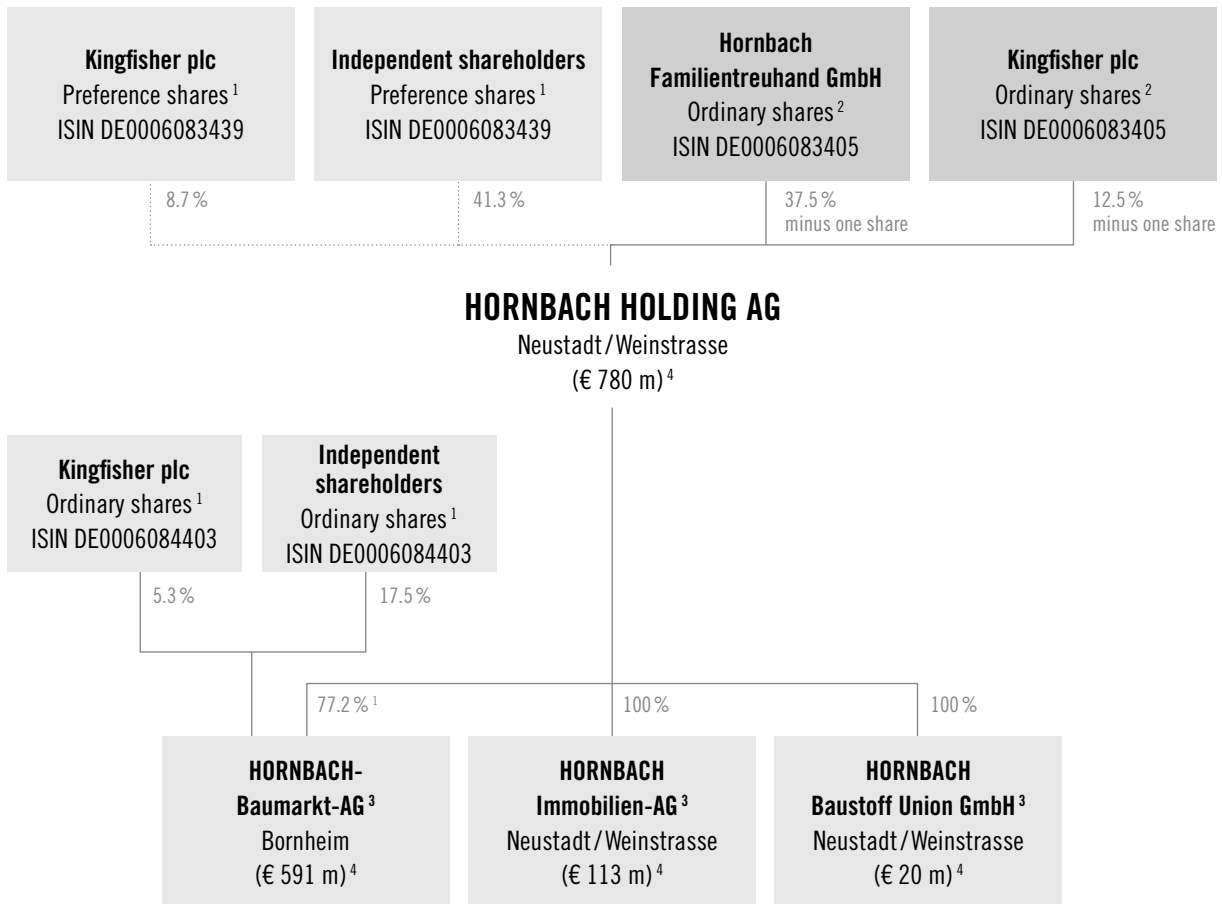 Kingfisher plc
Preference shares ¹
ISIN DE0006083439
Independent shareholders
Preference shares ¹
ISIN DE0006083439
Hornbach
Familientreuhand GmbH
Ordinary shares ²
ISIN DE0006083405
Kingfisher plc
Ordinary shares ²
ISIN DE0006083405
8.7 %
41.3 %
37.5 %
minus one share
12.5 %
minus one share
HORNBACH HOLDING AG
Neustadt / Weinstrasse
(€ 780 m) ⁴
Kingfisher plc
Ordinary shares ¹
ISIN DE0006084403
Independent
shareholders
Ordinary shares ¹
ISIN DE0006084403
5.3 %
17.5 %
77.2 % ¹
100 %
100 %
HORNBACH-
Baumarkt-AG ³
Bornheim
(€ 591 m) ⁴
HORNBACH
Immobilien-AG ³
Neustadt / Weinstrasse
(€ 113 m) ⁴
HORNBACH
Baustoff Union GmbH ³
Neustadt / Weinstrasse
(€ 20 m) ⁴